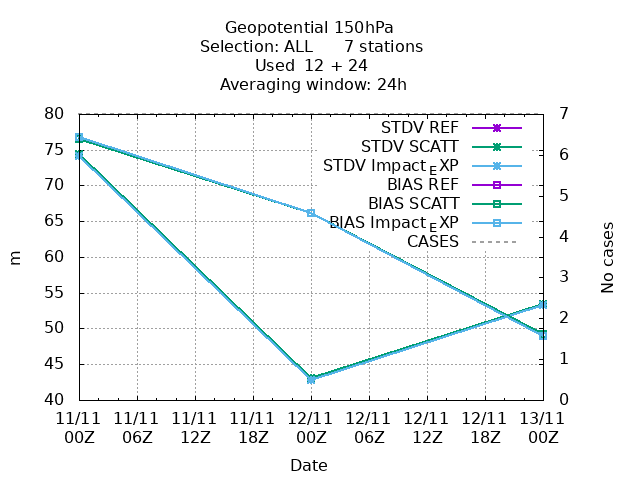 Geopotential 150hPa
Selection: ALL 7 stations
Used 12 + 24
Averaging window: 24h
80
75
70
65
60
55
50
45
40
m
7
6
5
4
3
2
1
0
No cases
STDV REF
STDV SCATT
STDV Impact_EXP
BIAS REF
BIAS SCATT
BIAS Impact_EXP
CASES
11/11 11/11 11/11 11/11 12/11 12/11 12/11 12/11 13/11
00Z 06Z 12Z 18Z 00Z 06Z 12Z 18Z 00Z
Date